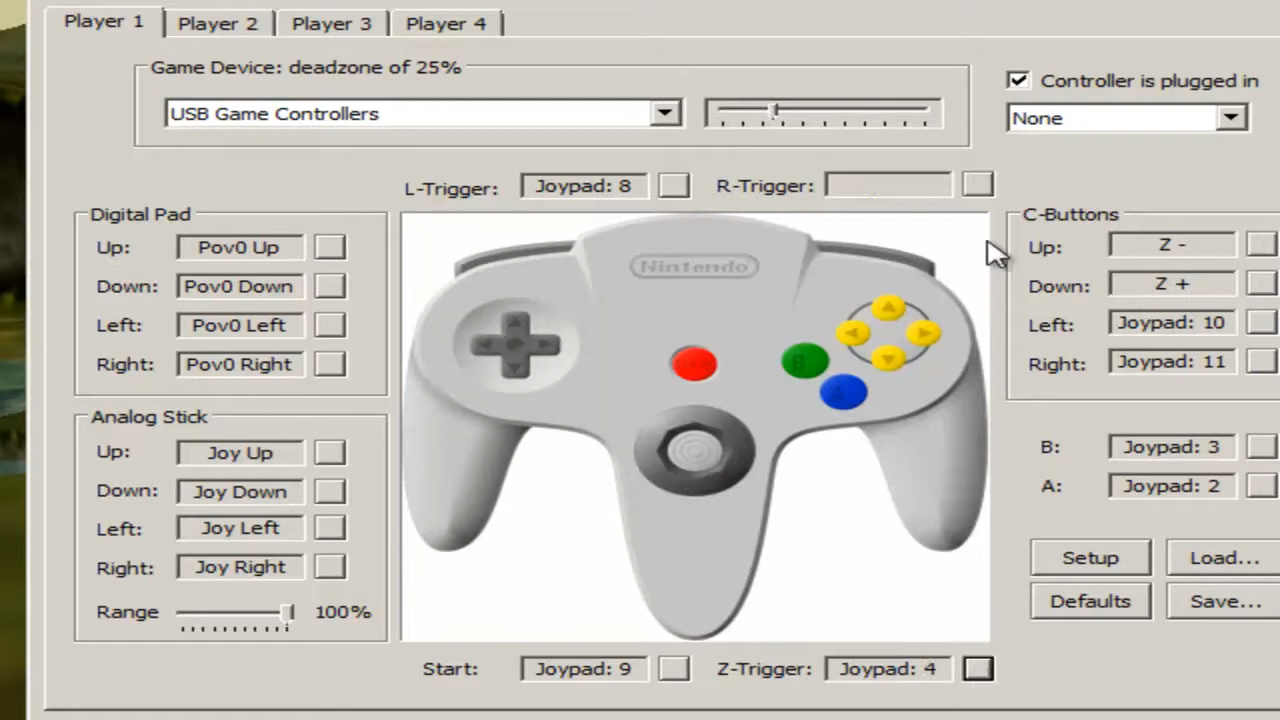 Player 1 Player 2 Player 3 Player 4
Game Device: deadzone of 25%
USB Game Controllers
Controller is plugged in
None
L-Trigger: Joypad: 8 R-Trigger:
Digital Pad
Up: Pov0 Up
Down: Pov0 Down
Left: Pov0 Left
Right: Pov0 Right
Analog Stick
Up: Joy Up
Down: Joy Down
Left: Joy Left
Right: Joy Right
Range 100%
Nintendo
B
C-Buttons
Up: Z -
Down: Z +
Left: Joypad: 10
Right: Joypad: 11
B: Joypad: 3
A: Joypad: 2
Setup Load...
Defaults Save...
Start: Joypad: 9 Z-Trigger: Joypad: 4